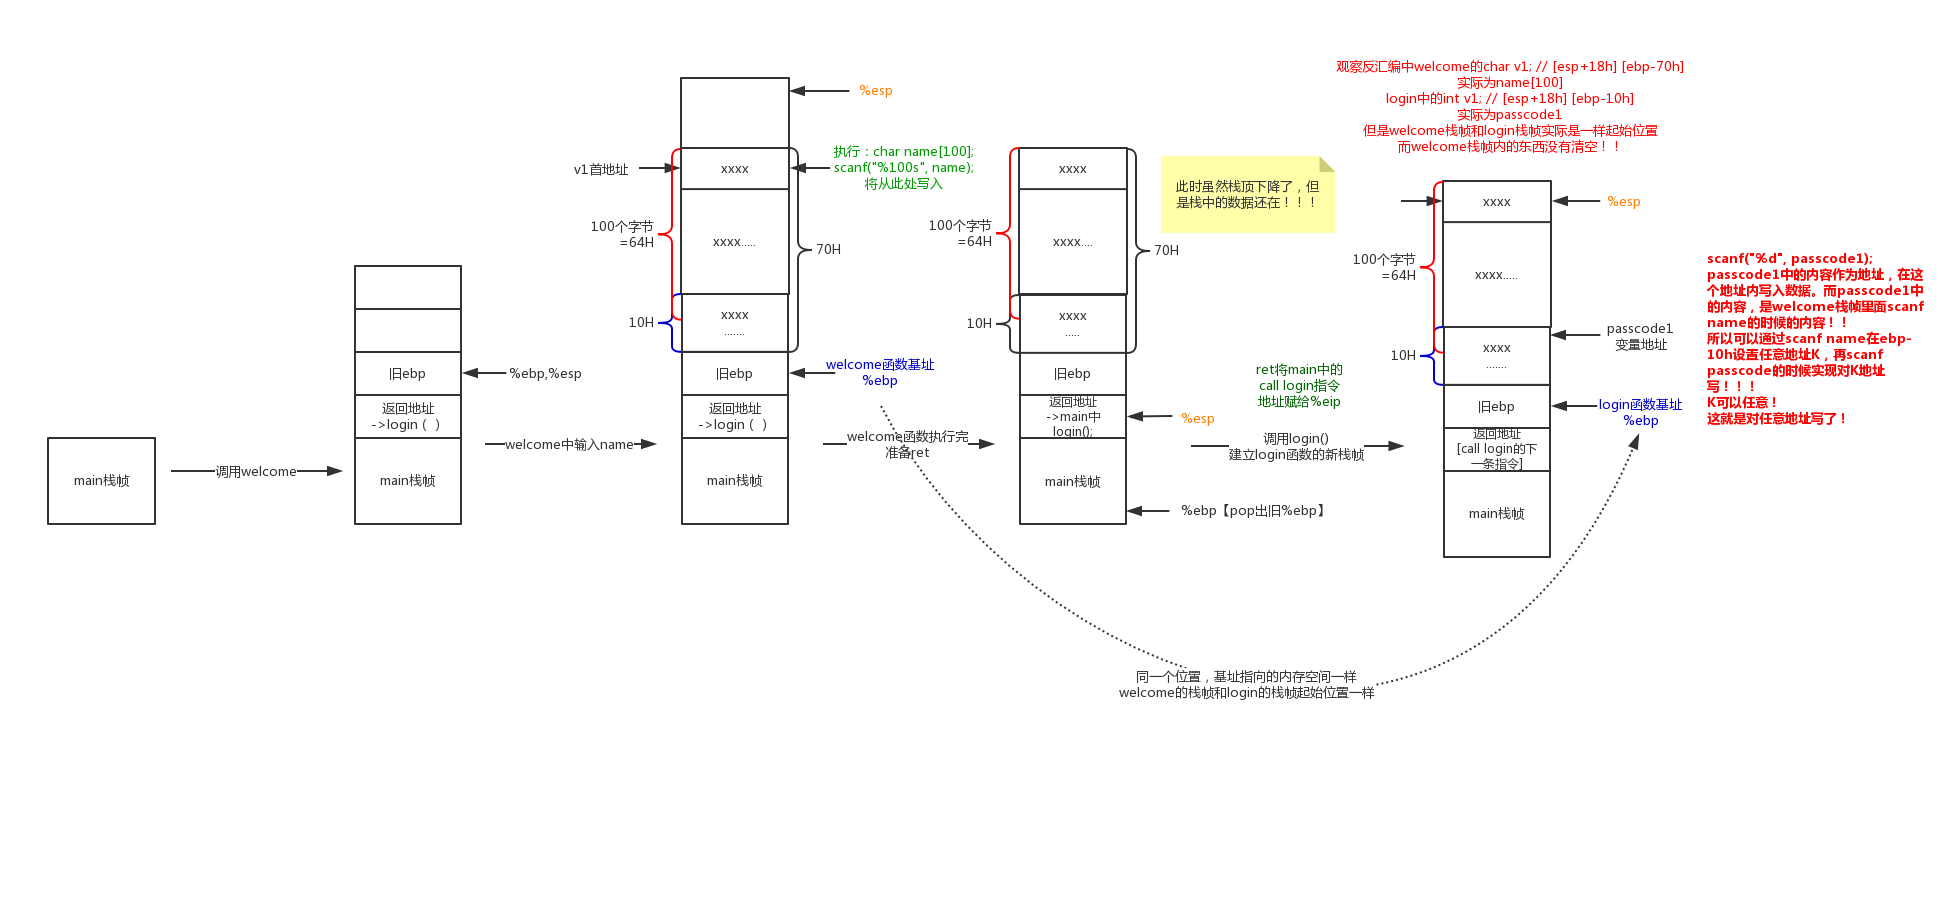 main栈帧
调用welcome
旧ebp
返回地址
->login（ ）
main栈帧
%ebp,%esp
welcome中输入name
%esp
v1首地址
xxxx
执行：char name[100];
scanf("%100s", name);
将从此处写入
100个字节
=64H
xxxx.....
70H
10H
xxxx
.......
旧ebp
welcome函数基址
%ebp
返回地址
->login（ ）
main栈帧
welcome函数执行完
准备ret
xxxx
100个字节
=64H
xxxx....
70H
10H
xxxx
.....
旧ebp
返回地址
->main中
login();
%esp
main栈帧
%ebp【pop出旧%ebp】
此时虽然栈顶下降了，但
是栈中的数据还在！！！
ret将main中的
call login指令
地址赋给%eip
调用login()
建立login函数的新栈帧
观察反汇编中welcome的char v1; // [esp+18h] [ebp-70h]
实际为name[100]
login中的int v1; // [esp+18h] [ebp-10h]
实际为passcode1
但是welcome栈帧和login栈帧实际是一样起始位置
而welcome栈帧内的东西没有清空！！
xxxx
%esp
100个字节
=64H
xxxx.....
10H
xxxx
.......
passcode1
变量地址
旧ebp
login函数基址
%ebp
返回地址
[call login的下
一条指令]
main栈帧
scanf("%d", passcode1);
passcode1中的内容作为地址，在这
个地址内写入数据。而passcode1中
的内容，是welcome栈帧里面scanf
name的时候的内容！！
所以可以通过scanf name在ebp-
10h设置任意地址K，再scanf
passcode的时候实现对K地址
写！！！
K可以任意！
这就是对任意地址写了！
同一个位置，基址指向的内存空间一样
welcome的栈帧和login的栈帧起始位置一样